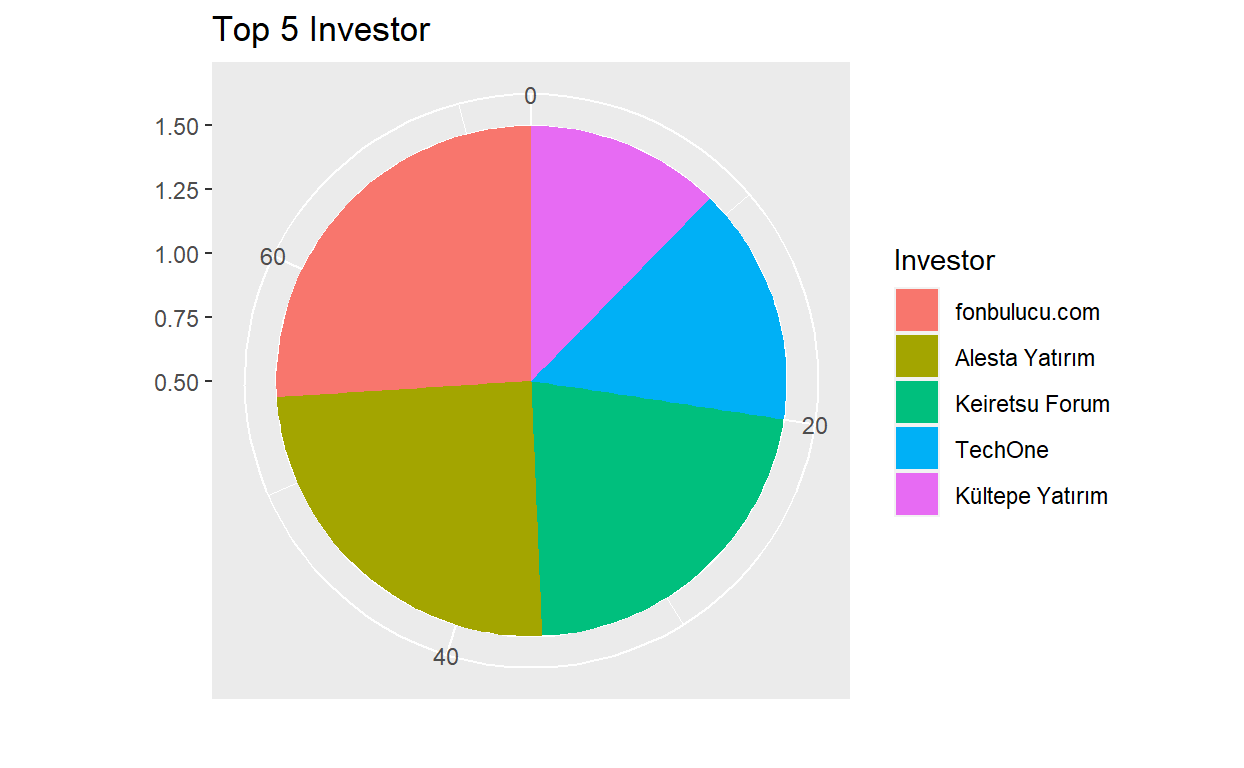 Top 5 Investor
0
1.50
1.25
1.00
0.75
0.50
60
20
40
Investor
fonbulucu.com
Alesta Yatırım
Keiretsu Forum
TechOne
Kültepe Yatırım